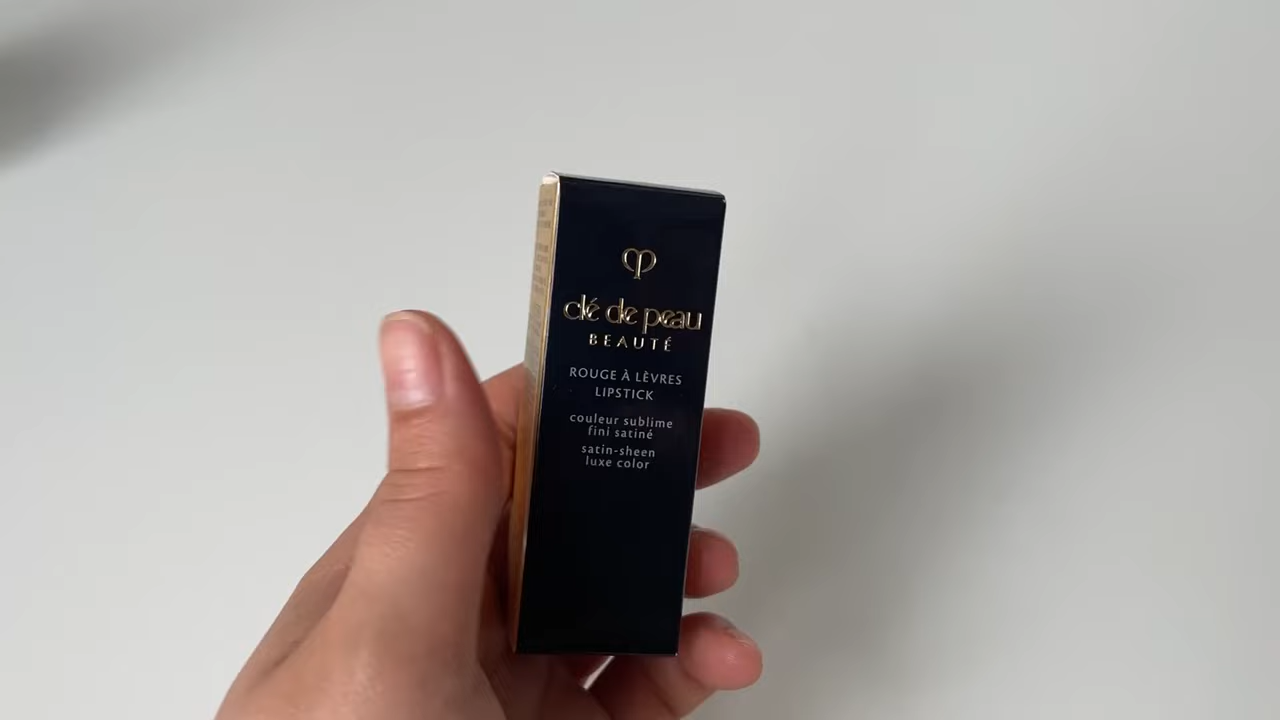 clé de peau
BEAUTÉ
ROUGE À LÈVRES
LIPSTICK
couleur sublime
fini satiné
satin-sheen
luxe color